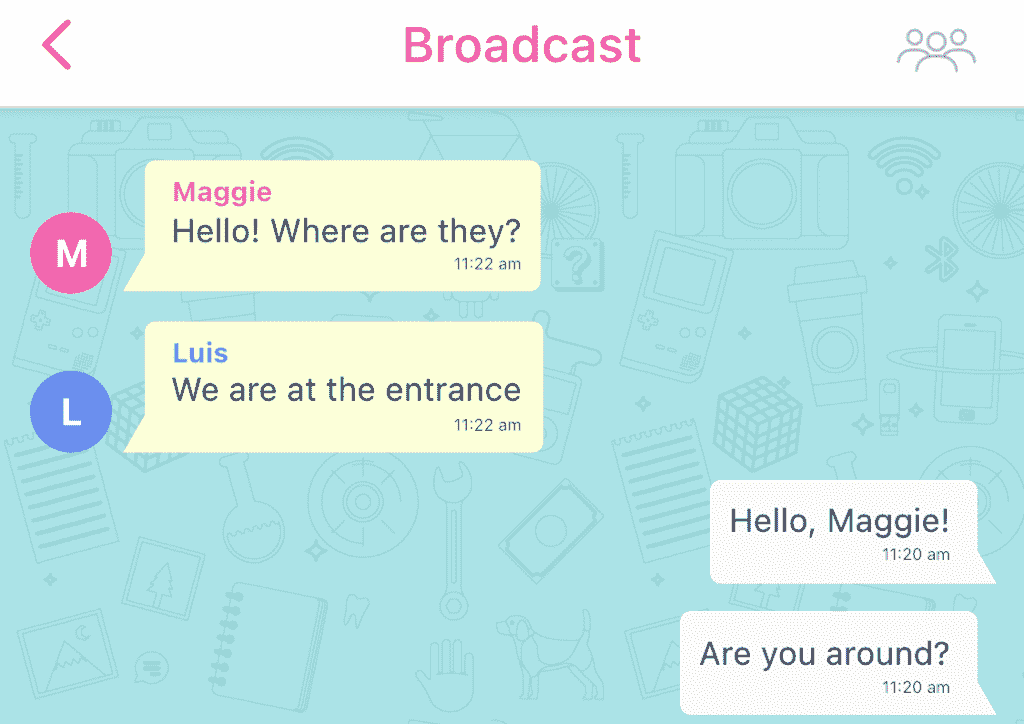 Broadcast
Maggie
Hello! Where are they?
11:22 am
M
Luis
We are at the entrance
11:22 am
L
Hello, Maggie!
11:20 am
Are you around?
11:20 am